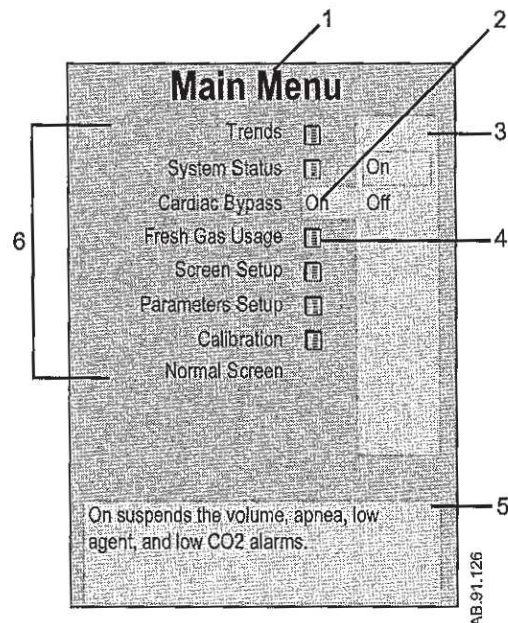 1
2
Main Menu
Trends
3
System Status On
Cardiac Bypass On Off
Fresh Gas Usage
4
6
Screen Setup
Parameters Setup
Calibration
Normal Screen
On suspends the volume, apnea, low
agent, and low CO2 alarms.
5
AB.91.126